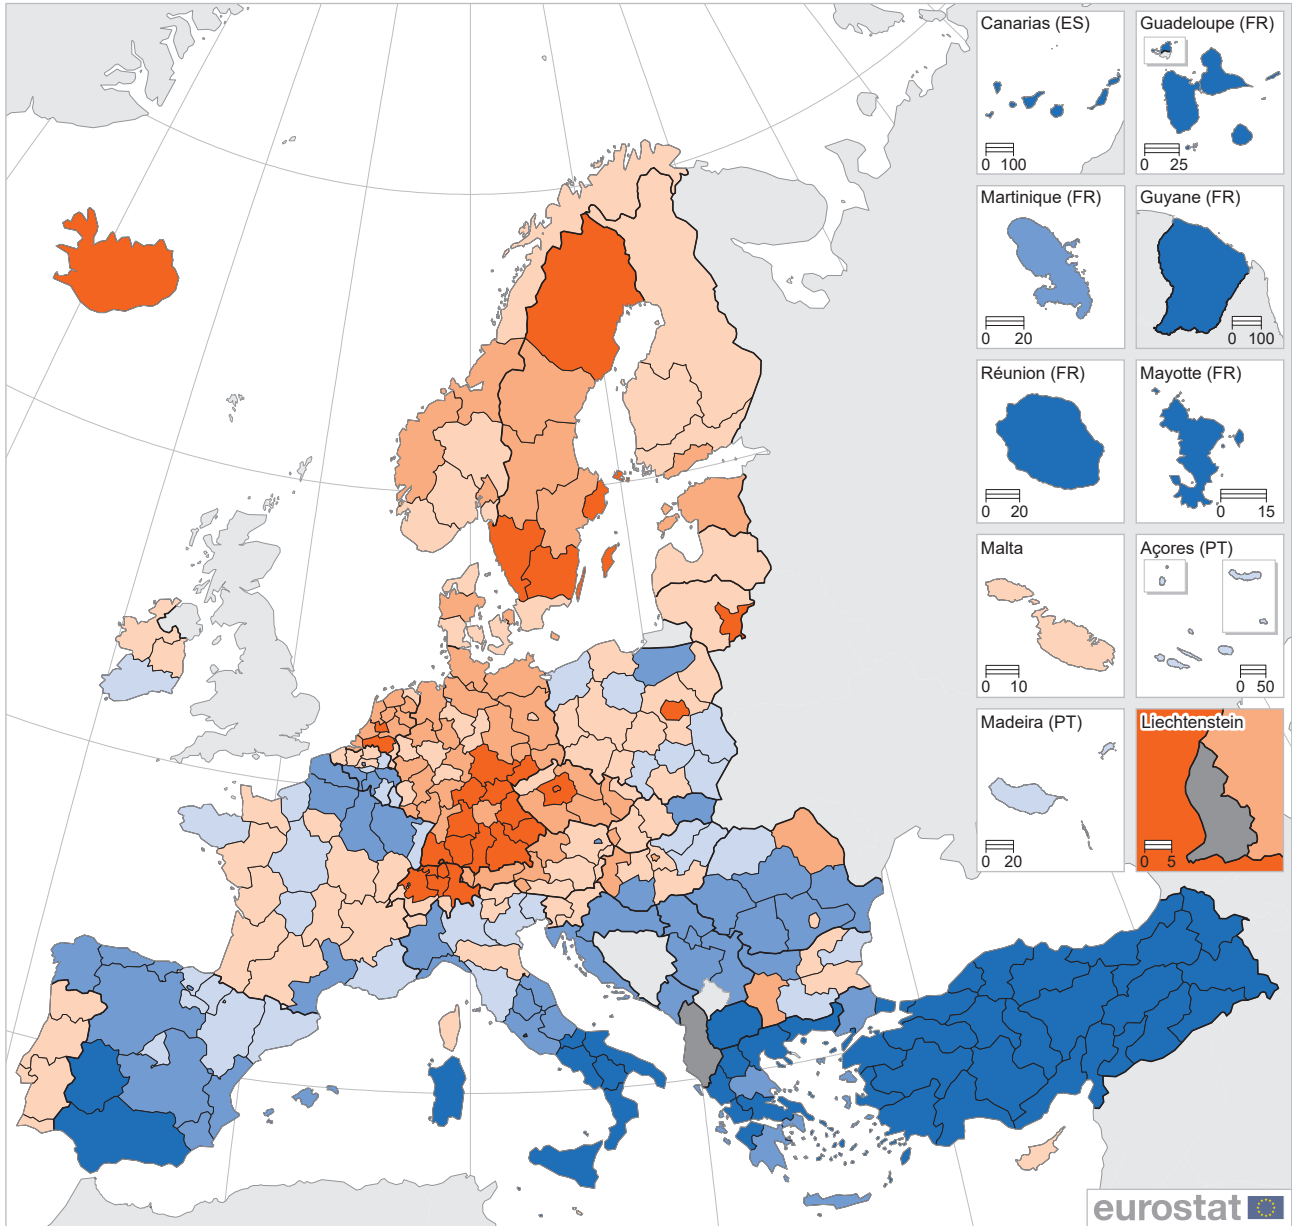 Canarias (ES)
0 100
Guadeloupe (FR)
0 25
Martinique (FR)
0 20
Guyane (FR)
0 100
Réunion (FR)
0 20
Mayotte (FR)
0 15
Malta
0 10
Açores (PT)
0 50
Madeira (PT)
0 20
Liechtenstein
0 5
eurostat